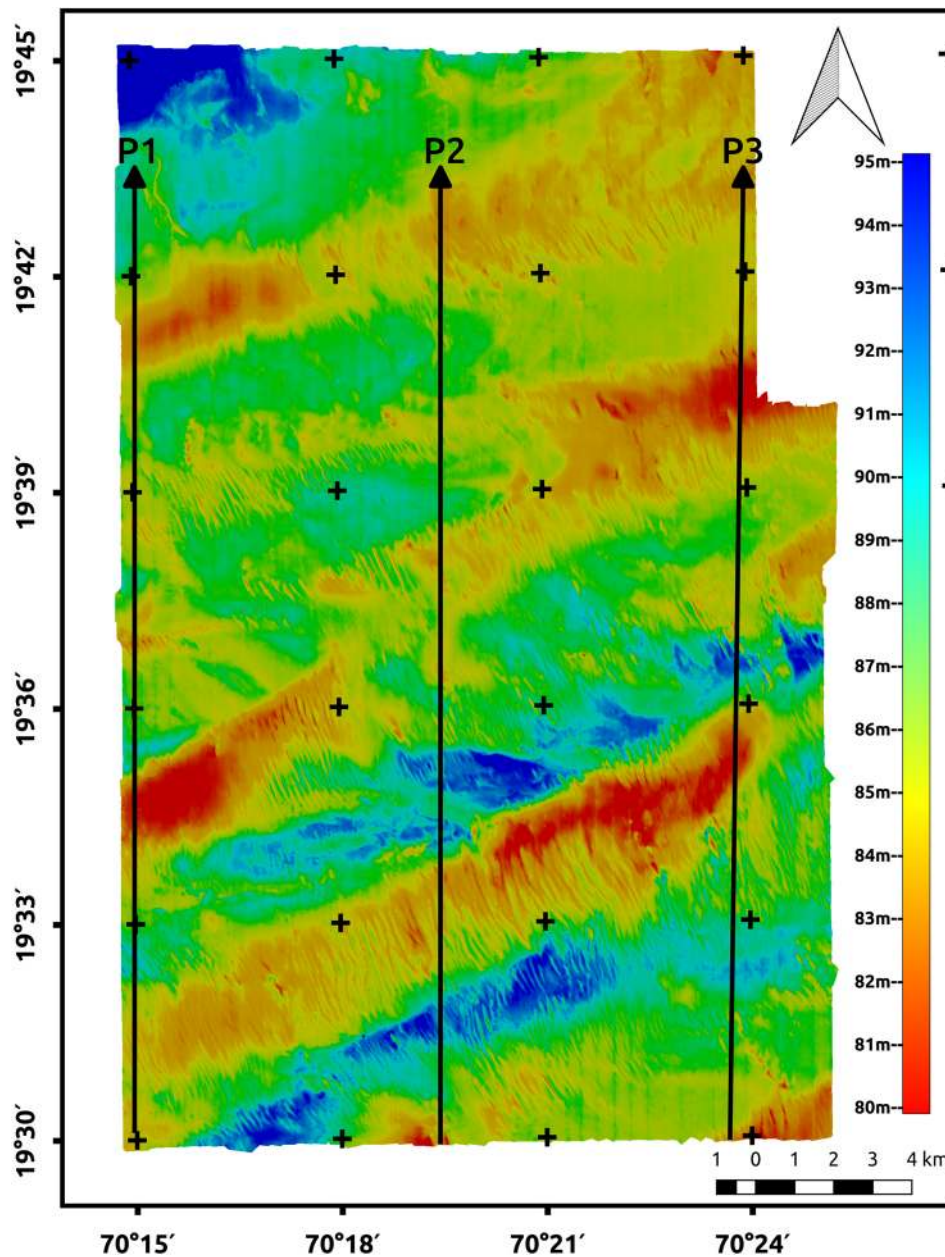 19°45′
19°42′
19°39′
19°36′
19°33′
19°30′
P1
P2
P3
95m
94m
93m
92m
91m
90m
89m
88m
87m
86m
85m
84m
83m
82m
81m
80m
1 0 1 2 3 4 km
70°15′
70°18′
70°21′
70°24′